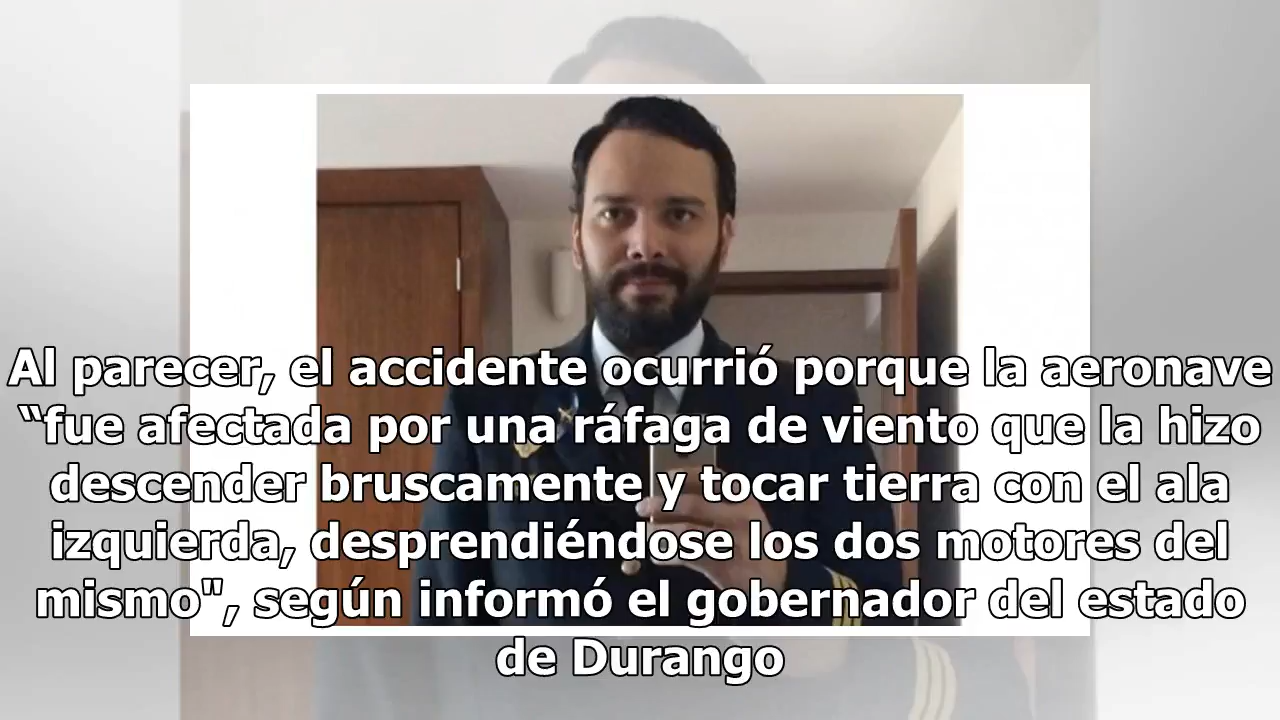 Al parecer, el accidente ocurrió porque la aeronave
“fue afectada por una ráfaga de viento que la hizo
descender bruscamente y tocar tierra con el ala
izquierda, desprendiéndose los dos motores del
mismo", según informó el gobernador del estado
de Durango